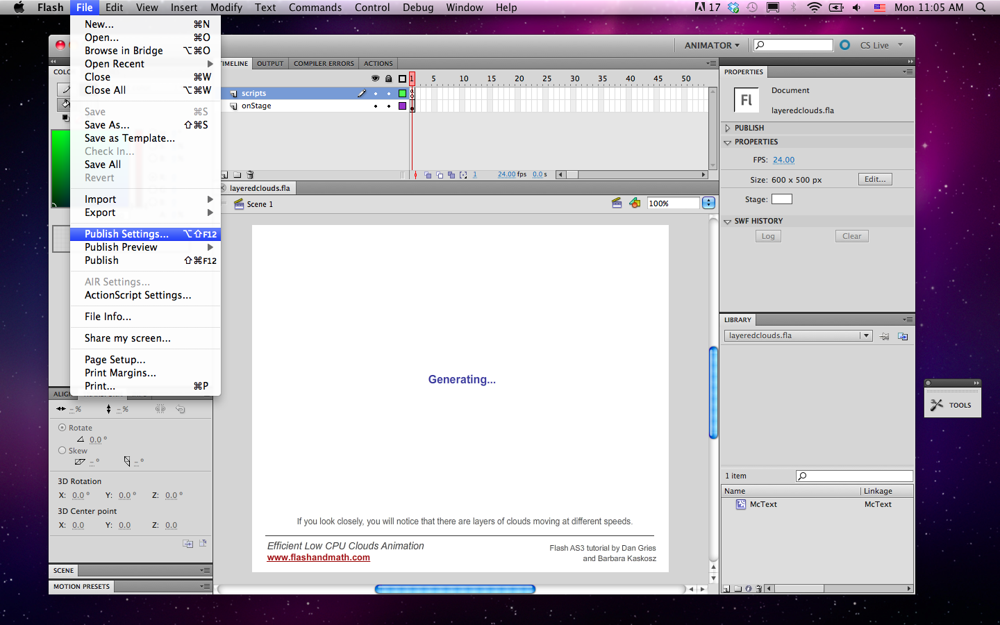 Flash File Edit View Insert Modify Text Commands Control Debug Window Help 17 Mon 11:05 AM
New... ⌘N
Open... ⌘O
Browse in Bridge ⌥⌘O
Open Recent
Close ⌘W
Close All ⌥⌘W
Save ⌘S
Save As... ⇧⌘S
Save as Template...
Check In...
Save All
Revert
Import
Export
Publish Settings... ⌥⇧F12
Publish Preview
Publish ⇧⌘F12
AIR Settings...
ActionScript Settings...
File Info...
Share my screen...
Page Setup...
Print Margins...
Print... ⌘P
ANIMATOR CS Live
TIMELINE OUTPUT COMPILER ERRORS ACTIONS
1 5 10 15 20 25 30 35 40 45 50
scripts
onStage
1 24.00 fps 0.0 s
layeredclouds.fla
Scene 1 100%
Generating...
If you look closely, you will notice that there are layers of clouds moving at different speeds.
Efficient Low CPU Clouds Animation
www.flashandmath.com
Flash AS3 tutorial by Dan Gries
and Barbara Kaskosz
PROPERTIES
Fl
Document
layeredclouds.fla
PUBLISH
PROPERTIES
FPS: 24.00
Size: 600 x 500 px Edit...
Stage:
SWF HISTORY
Log Clear
LIBRARY
layeredclouds.fla
1 item
Name Linkage
McText McText
TOOLS
COLO
ALIGN
- % - %
Rotate
0.0 °
Skew
- ° - °
3D Rotation
X: 0.0 ° Y: 0.0 ° Z: 0.0 °
3D Center point
X: 0.0 Y: 0.0 Z: 0.0
SCENE
MOTION PRESETS